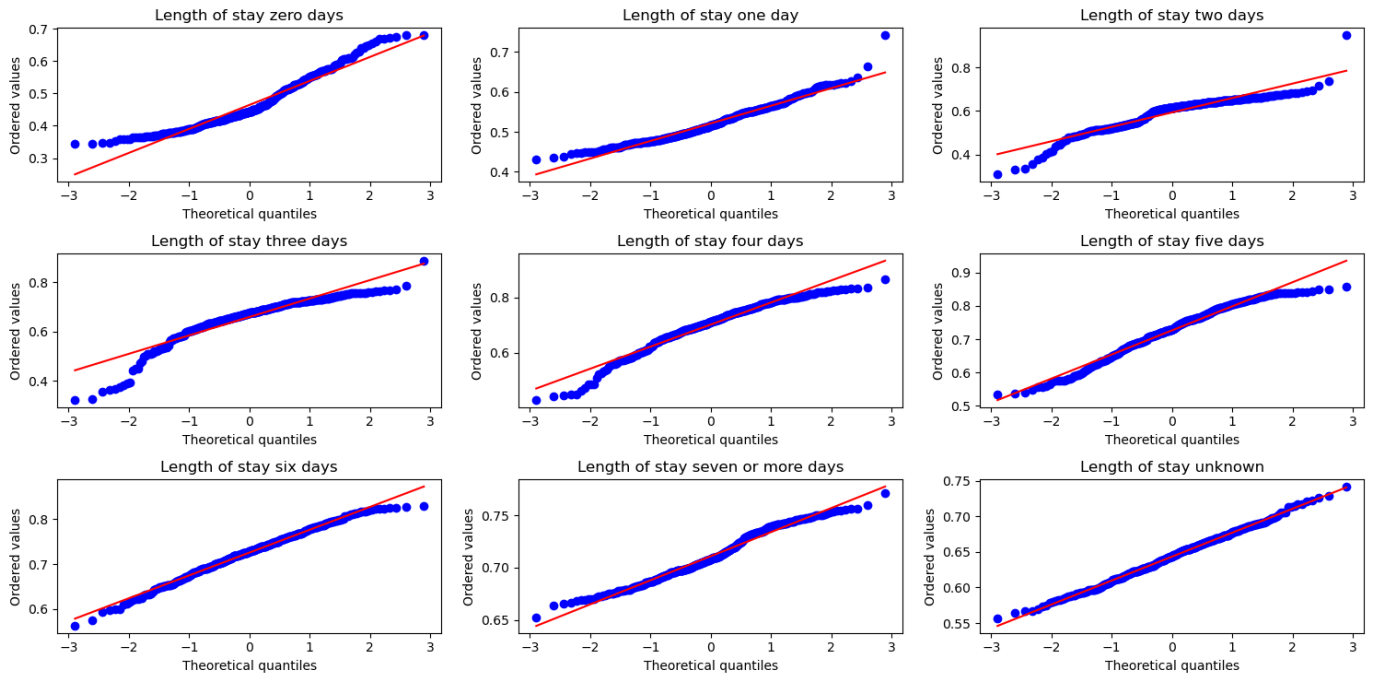 Length of stay zero days
Ordered values
0.7
0.6
0.5
0.4
0.3
−3 −2 −1 0 1 2 3
Theoretical quantiles
Length of stay one day
Ordered values
0.7
0.6
0.5
0.4
−3 −2 −1 0 1 2 3
Theoretical quantiles
Length of stay two days
Ordered values
0.8
0.6
0.4
−3 −2 −1 0 1 2 3
Theoretical quantiles
Length of stay three days
Ordered values
0.8
0.6
0.4
−3 −2 −1 0 1 2 3
Theoretical quantiles
Length of stay four days
Ordered values
0.8
0.6
−3 −2 −1 0 1 2 3
Theoretical quantiles
Length of stay five days
Ordered values
0.9
0.8
0.7
0.6
0.5
−3 −2 −1 0 1 2 3
Theoretical quantiles
Length of stay six days
Ordered values
0.8
0.7
0.6
−3 −2 −1 0 1 2 3
Theoretical quantiles
Length of stay seven or more days
Ordered values
0.75
0.70
0.65
−3 −2 −1 0 1 2 3
Theoretical quantiles
Length of stay unknown
Ordered values
0.75
0.70
0.65
0.60
0.55
−3 −2 −1 0 1 2 3
Theoretical quantiles